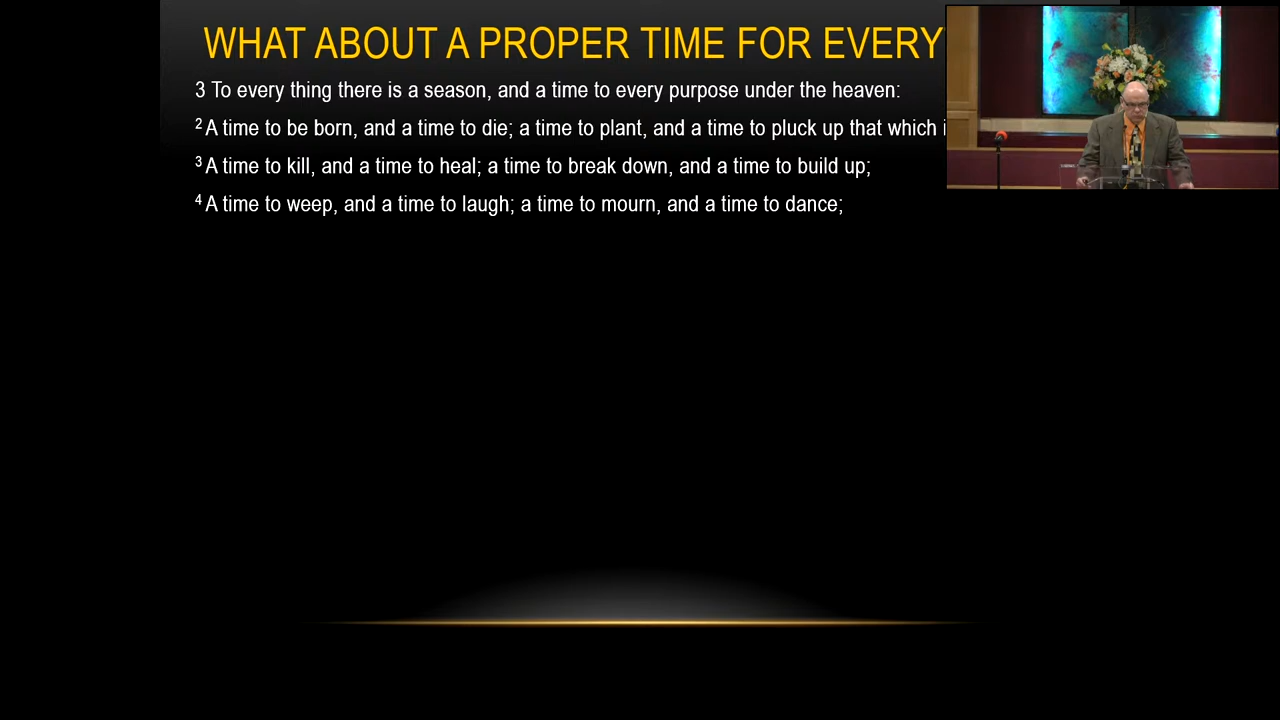 WHAT ABOUT A PROPER TIME FOR EVERY
3 To every thing there is a season, and a time to every purpose under the heaven:
2 A time to be born, and a time to die; a time to plant, and a time to pluck up that which
3 A time to kill, and a time to heal; a time to break down, and a time to build up;
4 A time to weep, and a time to laugh; a time to mourn, and a time to dance;